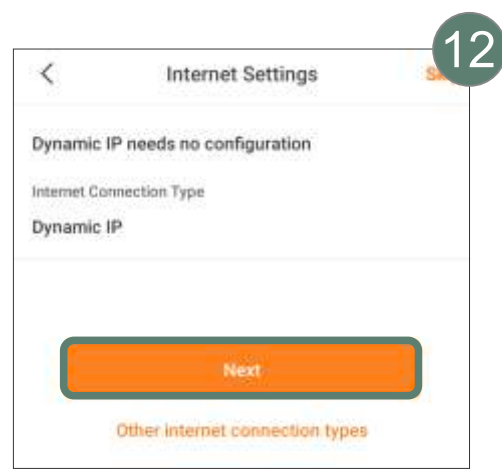 12
Internet Settings
Dynamic IP needs no configuration
Internet Connection Type
Dynamic IP
Next
Other internet connection types